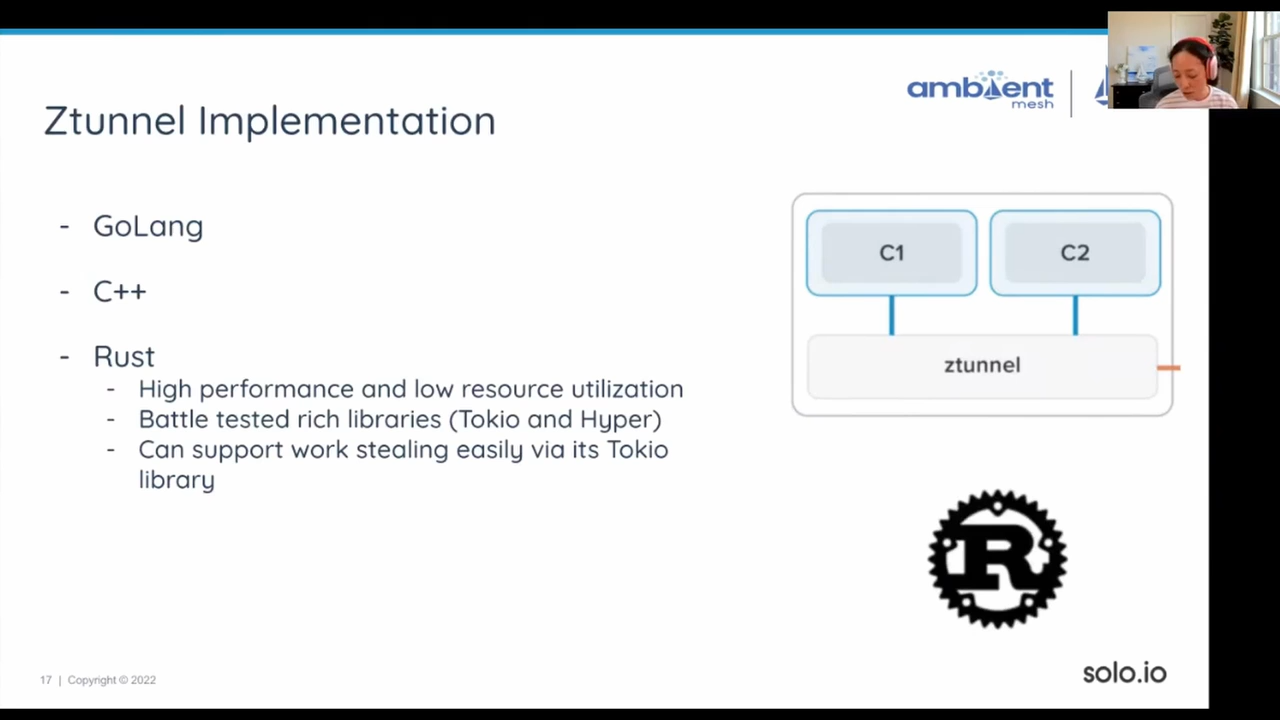 ambient
mesh
Ztunnel Implementation
- GoLang
- C++
- Rust
- High performance and low resource utilization
- Battle tested rich libraries (Tokio and Hyper)
- Can support work stealing easily via its Tokio
library
C1
C2
ztunnel
R
17 | Copyright © 2022
solo.io